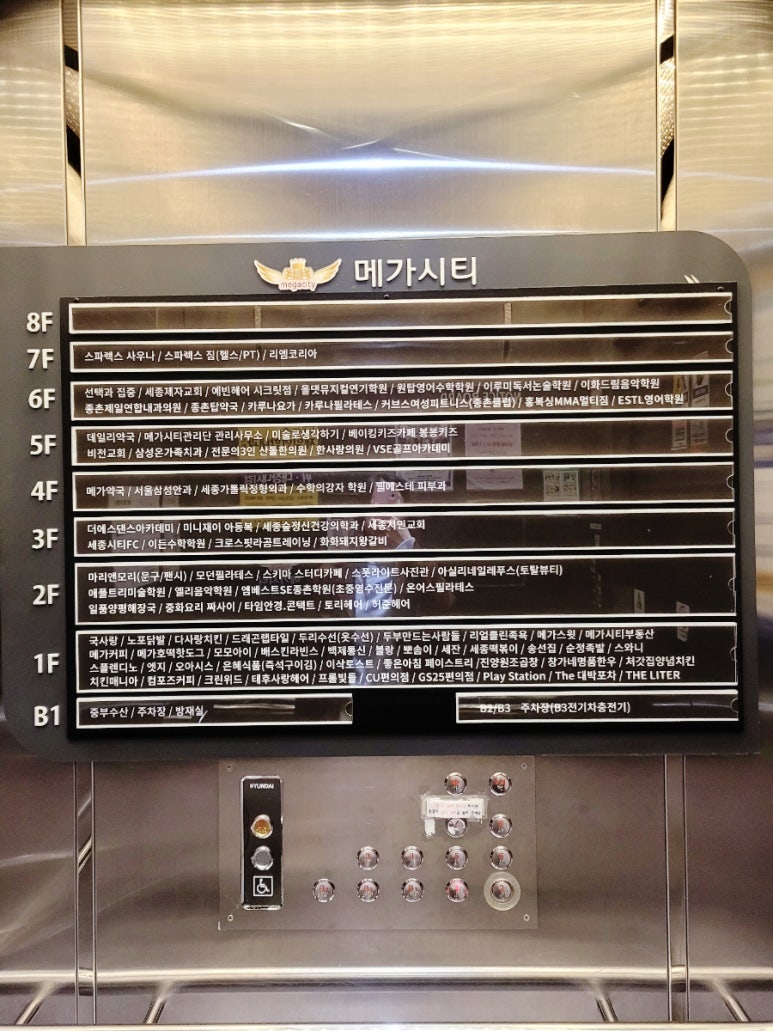 megacity 메가시티
8F
7F 스파렉스 사우나 / 스파렉스 짐(헬스/PT) / 리엠코리아
6F
선택과 집중 / 세종제자교회 / 예빈헤어 시크릿점 / 올댓뮤지컬연기학원 / 원탑영어수학학원 / 이루미독서논술학원 / 이화드림음악학원
종촌제일연합내과의원 / 종촌탑약국 / 카루나요가 / 카루나필라테스 / 커브스여성피트니스(종촌클럽) / 흥복싱MMA멀티짐 / ESTL영어학원
5F
데일리약국 / 메가시티관리단 관리사무소 / 미술로생각하기 / 베이킹키즈카페 봉봉키즈
비전교회 / 삼성온가족치과 / 전문의3인 산돌한의원 / 한사랑의원 / VSE골프아카데미
4F 메가약국 / 서울삼성안과 / 세종가톨릭정형외과 / 수학의강자 학원 / 웰에스테 피부과
3F
더에스댄스아카데미 / 미니재이 아동복 / 세종숲정신건강의학과 / 세종시민교회
세종시티FC / 이든수학학원 / 크로스핏라곰트레이닝 / 화화돼지왕갈비
2F
마리앤모리(문구/팬시) / 모던필라테스 / 스키마 스터디카페 / 스폿라이트사진관 / 아실리네일레푸스(토탈뷰티)
애플트리미술학원 / 엘리음악학원 / 엠베스트SE종촌학원(초중영수전문) / 온어스필라테스
일품양평해장국 / 중화요리 짜사이 / 타임안경.콘택트 / 토리헤어 / 허준헤어
1F
국사랑 / 노포닭발 / 다사랑치킨 / 드래곤랩타일 / 두리수선(옷수선) / 두부만드는사람들 / 리얼쫄린족욕 / 메가스윗 / 메가시티부동산
메가커피 / 메가호떡핫도그 / 모모아이 / 배스킨라빈스 / 백제통신 / 블랑 / 뽀솜이 / 세잔 / 세종떡볶이 / 송선집 / 순정족발 / 스와니
스폴렌디노 / 엣지 / 오아시스 / 은혜식품(즉석구이김) / 이삭토스트 / 좋은아침 페이스트리 / 진양원조곱창 / 창가네명품한우 / 처갓집양념치킨
치킨매니아 / 컴포즈커피 / 크린위드 / 태후사랑헤어 / 프롬빛들 / CU편의점 / GS25편의점 / Play Station / The 대박포차 / THE LITER
B1 중부수산 / 주차장 / 방재실 B2/B3 주차장(B3전기차충전기)
HYUNDAI